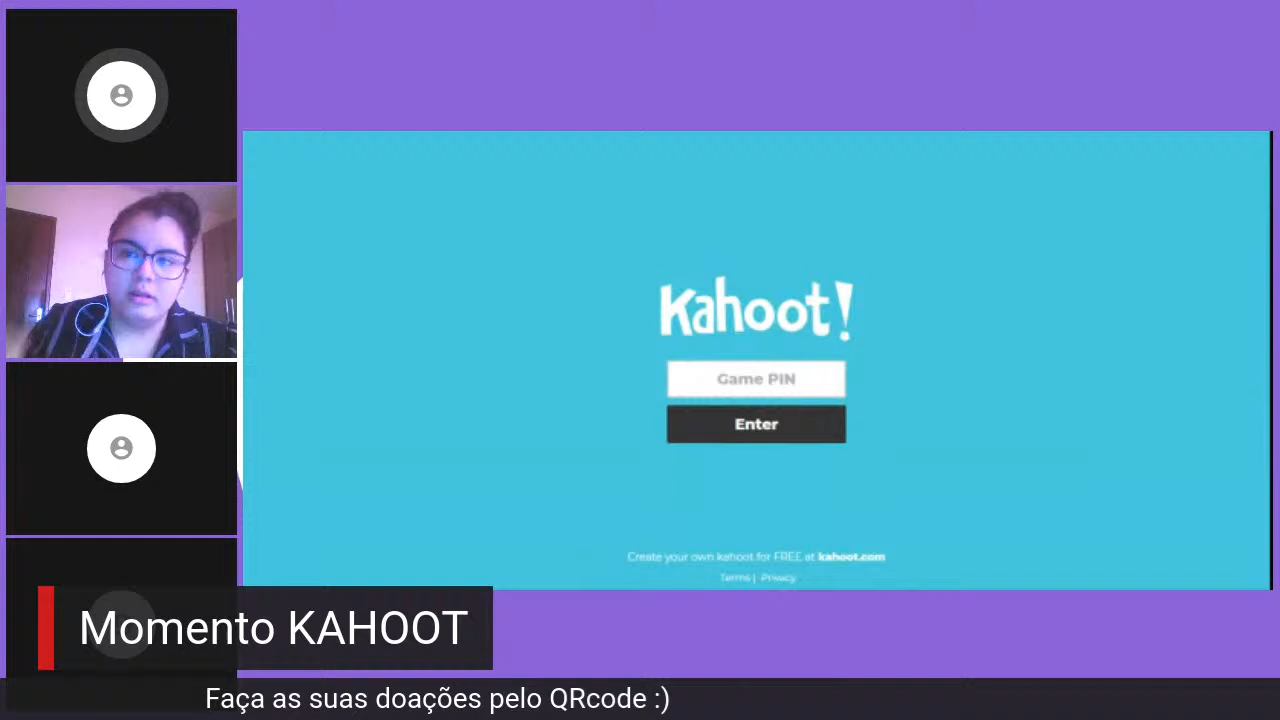 Kahoot!
Game PIN
Enter
Create your own kahoot for FREE at kahoot.com
Terms | Privacy
Momento KAHOOT
Faça as suas doações pelo QRcode :)